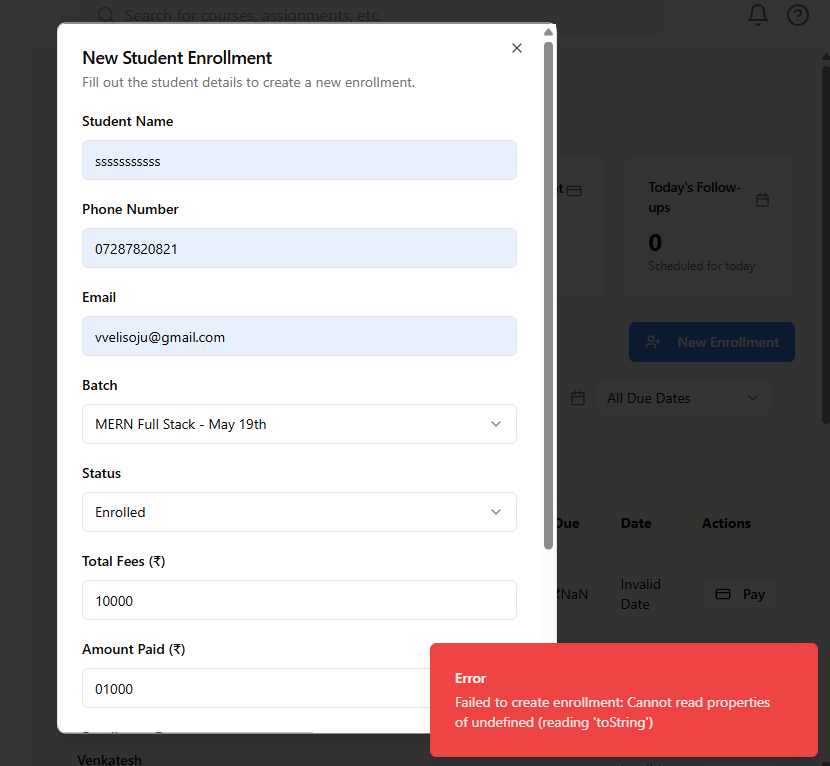 Search for courses, assignments, etc.
New Student Enrollment
Fill out the student details to create a new enrollment.
Student Name
sssssssssss
Phone Number
07287820821
Email
vvelisoju@gmail.com
Batch
MERN Full Stack - May 19th
Status
Enrolled
Total Fees (₹)
10000
Amount Paid (₹)
01000
Today's Follow-
ups
0
Scheduled for today
New Enrollment
All Due Dates
Due
Date
Actions
₹NaN
Invalid
Date
Pay
Venkatesh
Error
Failed to create enrollment: Cannot read properties
of undefined (reading 'toString')